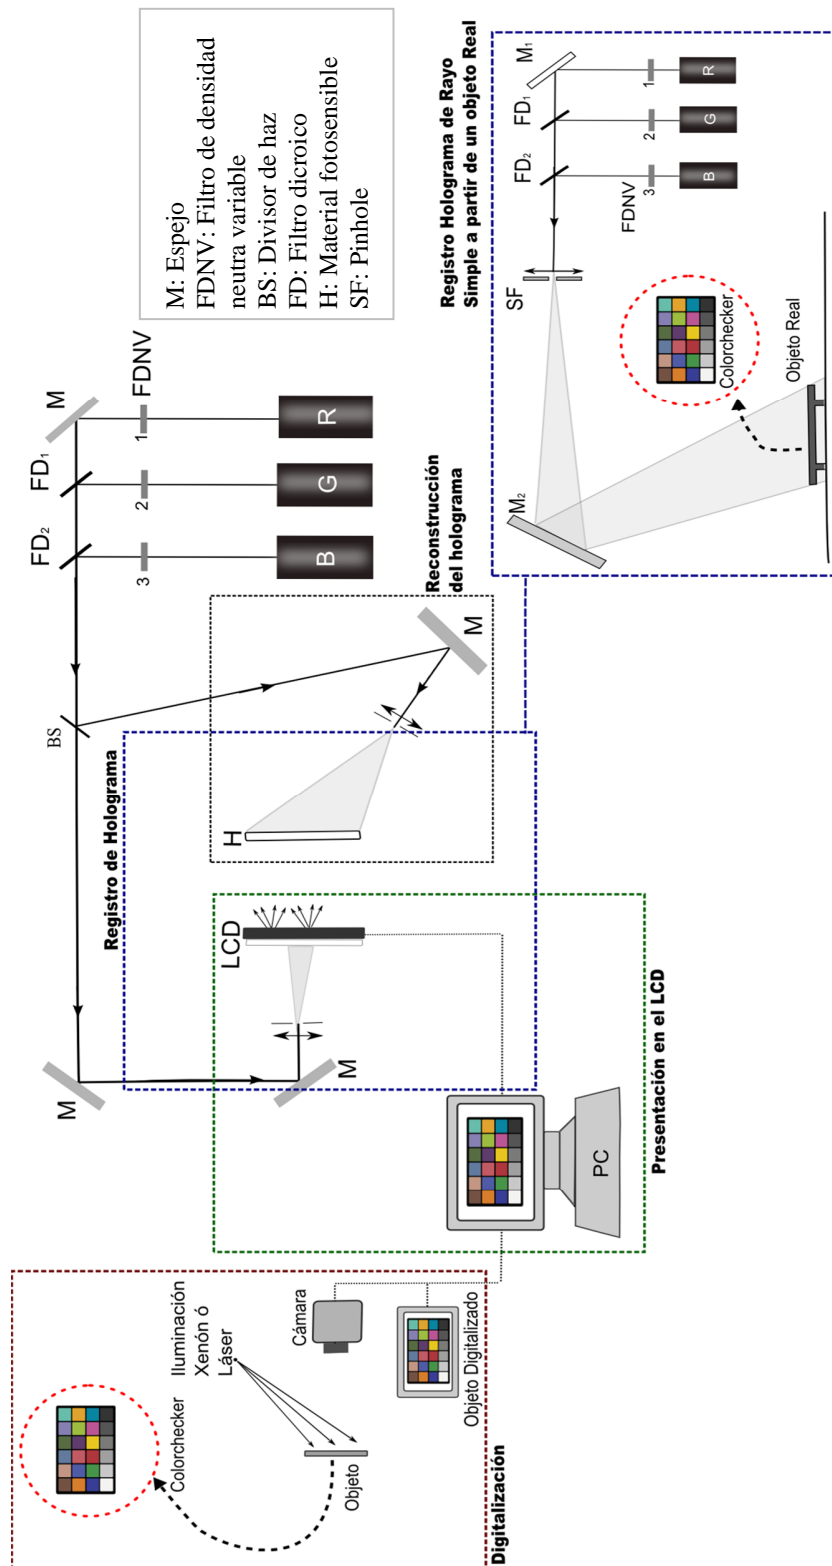 Digitalización
Colorchecker
Iluminación
Xenón ó
Láser
Objeto
Cámara
Objeto Digitalizado
Presentación en el LCD
PC
Registro de Holograma
M
M
LCD
H
BS
Reconstrucción
del holograma
M
FD2
FD1
M
3
2
1
FDNV
B
G
R
M: Espejo
FDNV: Filtro de densidad
neutra variable
BS: Divisor de haz
FD: Filtro dicroico
H: Material fotosensible
SF: Pinhole
Registro Holograma de Rayo
Simple a partir de un objeto Real
M2
SF
FD2
FD1
M1
FDNV
3
2
1
B
G
R
Colorchecker
Objeto Real